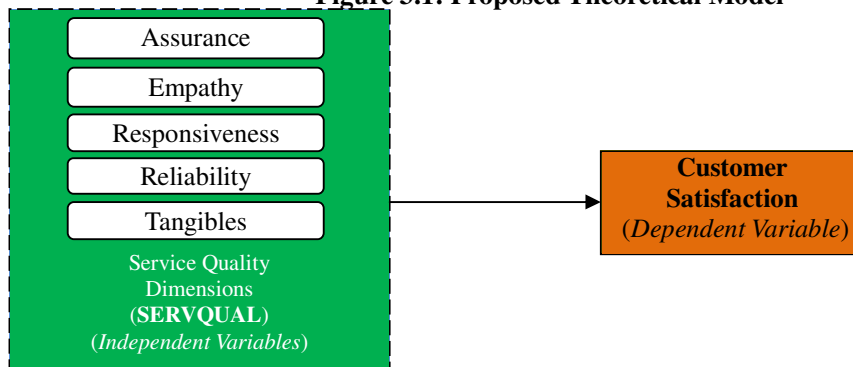 Figure 3.1: Proposed Theoretical Model
Assurance
Empathy
Responsiveness
Reliability
Tangibles
Service Quality
Dimensions
(SERVQUAL)
(Independent Variables)
Customer
Satisfaction
(Dependent Variable)